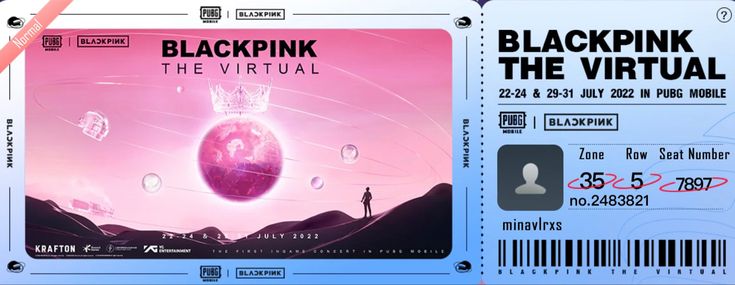 Normal
PUBG MOBILE | BLACKPINK
BLACKPINK
THE VIRTUAL
22-24 & 29-31 JULY 2022
KRAFTON
YG ENTERTAINMENT
THE FIRST INGAME CONCERT IN PUBG MOBILE
BLACKPINK
BLACKPINK
PUBG MOBILE | BLACKPINK
?
BLACKPINK
THE VIRTUAL
22-24 & 29-31 JULY 2022 IN PUBG MOBILE
PUBG MOBILE | BLACKPINK
Zone Row Seat Number
35 5 7897
no.2483821
minavlrxs
BLACKPINK THE VIRTUAL